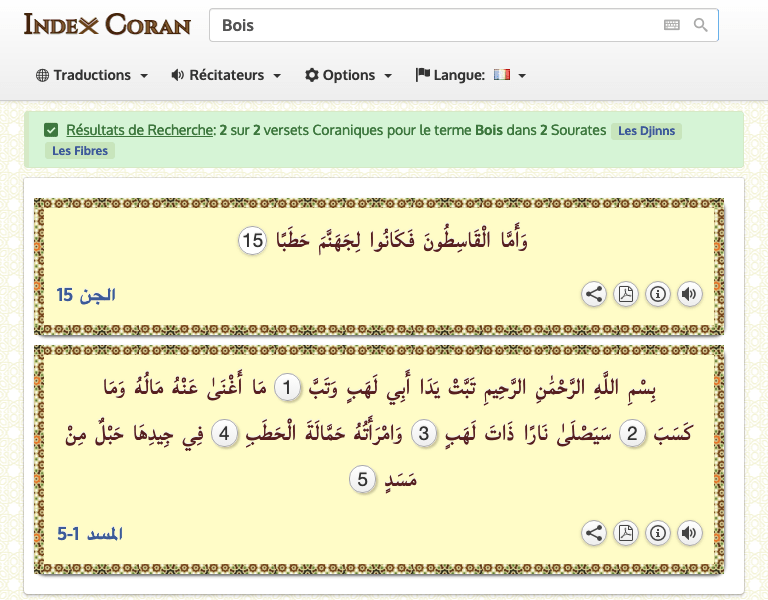 INDEX CORAN
Bois
Traductions
Récitateurs
Options
Langue:
Résultats de Recherche: 2 sur 2 versets Coraniques pour le terme Bois dans 2 Sourates Les Djinns
Les Fibres
وَأَمَّا الْقَاسِطُونَ فَكَانُوا لِجَهَنَّمَ حَطَبًا 15
الجن 15
بِسْمِ اللَّهِ الرَّحْمَٰنِ الرَّحِيمِ تَبَّتْ يَدَا أَبِي لَهَبٍ وَتَبَّ 1 مَا أَغْنَىٰ عَنْهُ مَالُهُ وَمَا
كَسَبَ 2 سَيَصْلَىٰ نَارًا ذَاتَ لَهَبٍ 3 وَامْرَأَتُهُ حَمَّالَةَ الْحَطَبِ 4 فِي جِيدِهَا حَبْلٌ مِنْ
مَسَدٍ 5
المسد 1-5